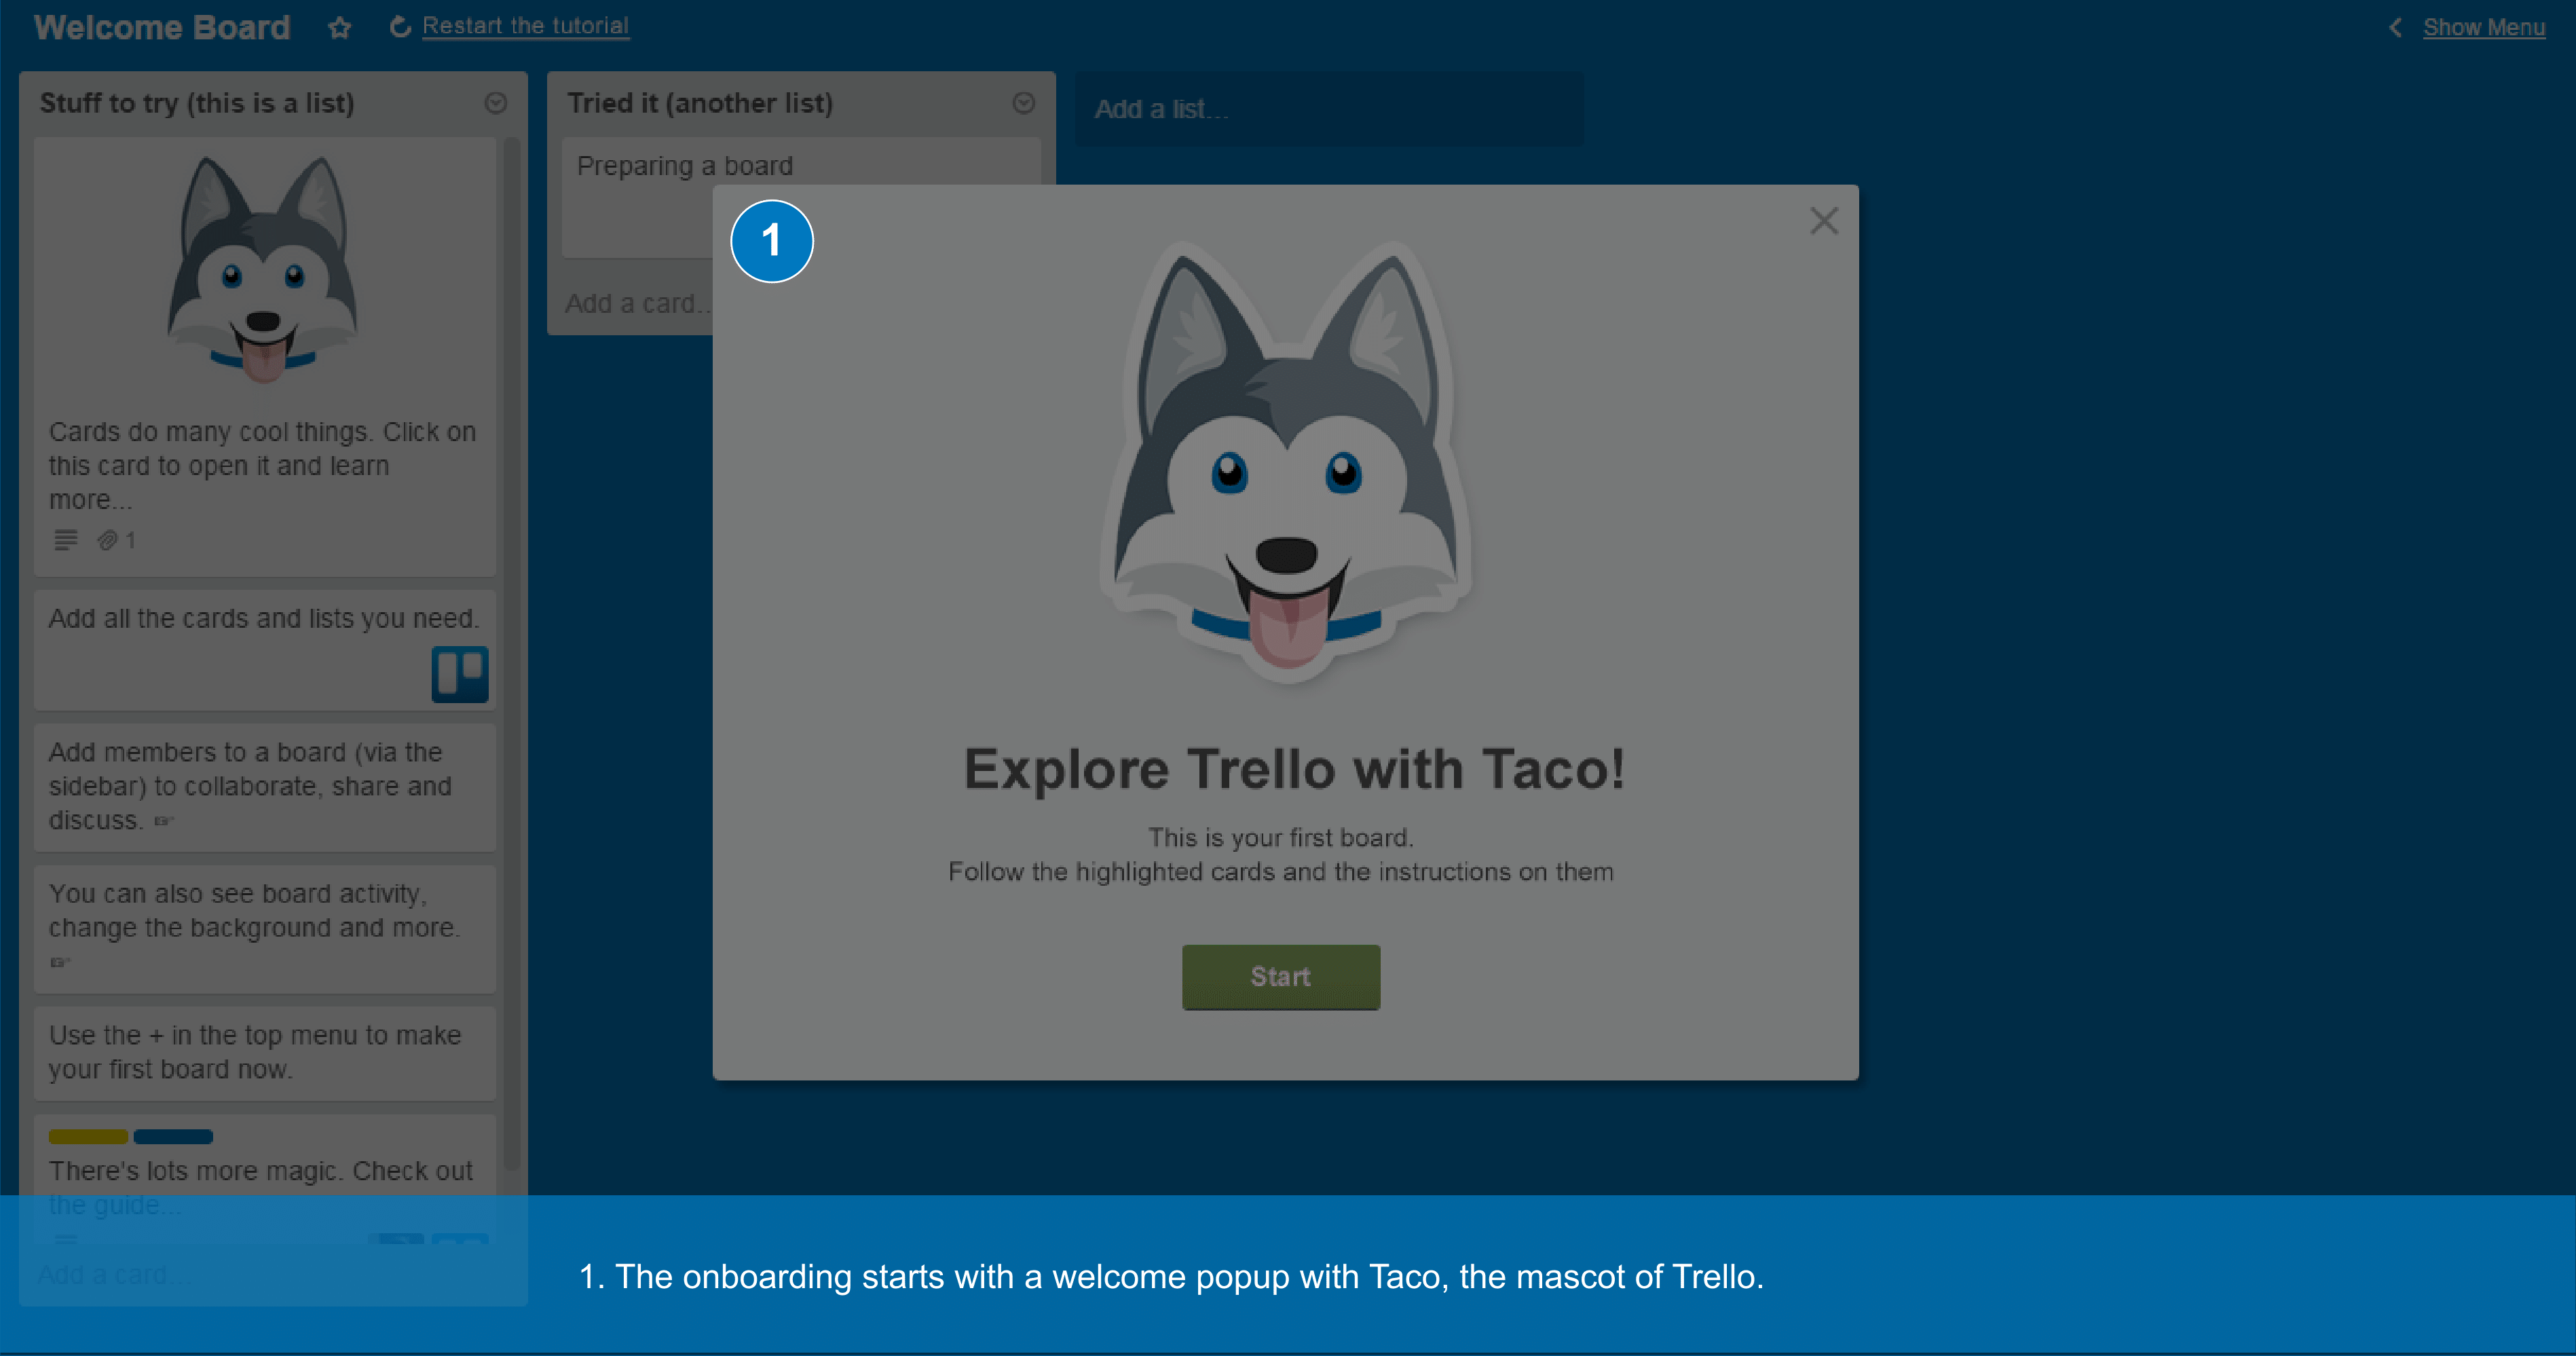 Welcome Board
Restart the tutorial
Show Menu
Stuff to try (this is a list)
Cards do many cool things. Click on
this card to open it and learn
more...
1
Add all the cards and lists you need.
Add members to a board (via the
sidebar) to collaborate, share and
discuss. ☞
You can also see board activity,
change the background and more.
☞
Use the + in the top menu to make
your first board now.
There's lots more magic. Check out
the guide...
Add a card...
Tried it (another list)
Preparing a board
Add a card...
Add a list...
1
Explore Trello with Taco!
This is your first board.
Follow the highlighted cards and the instructions on them
Start
1. The onboarding starts with a welcome popup with Taco, the mascot of Trello.